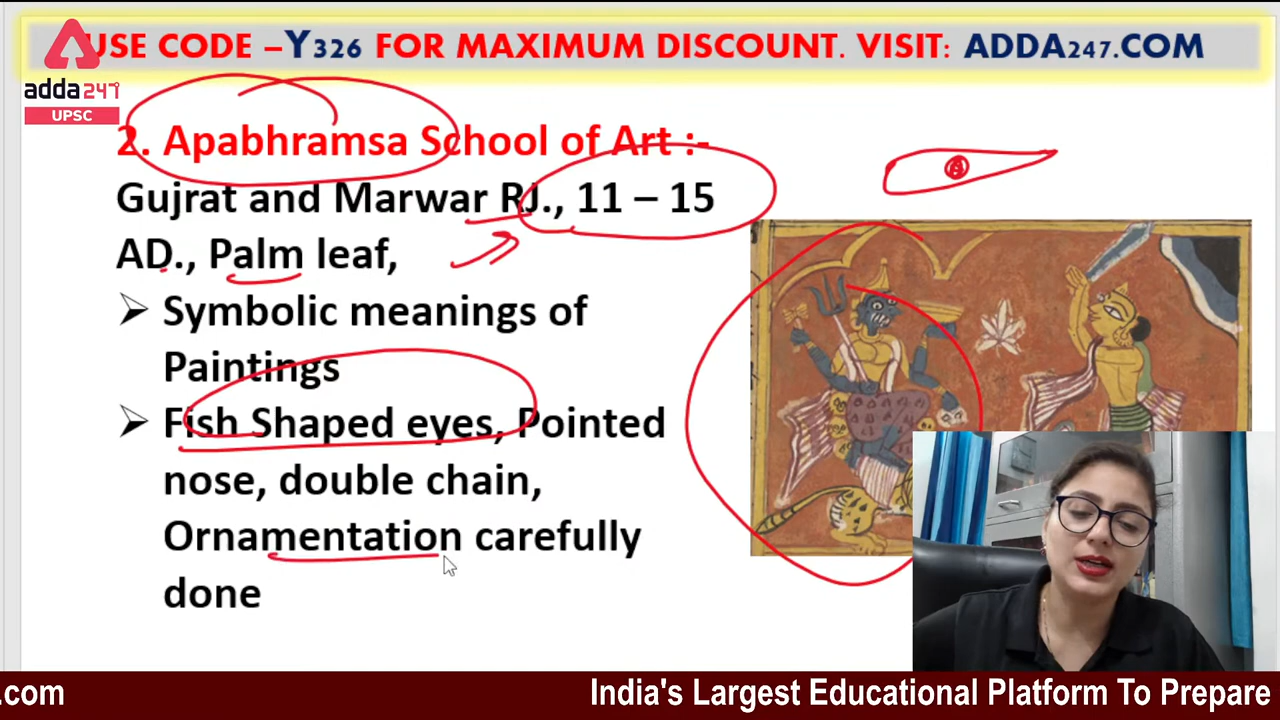 USE CODE –Y326 FOR MAXIMUM DISCOUNT. VISIT: ADDA247.COM
adda247
UPSC
2. Apabhramsa School of Art :-
Gujrat and Marwar RJ., 11 – 15
AD., Palm leaf,
➢ Symbolic meanings of
Paintings
➢ Fish Shaped eyes, Pointed
nose, double chain,
Ornamentation carefully
done
.com India's Largest Educational Platform To Prepare